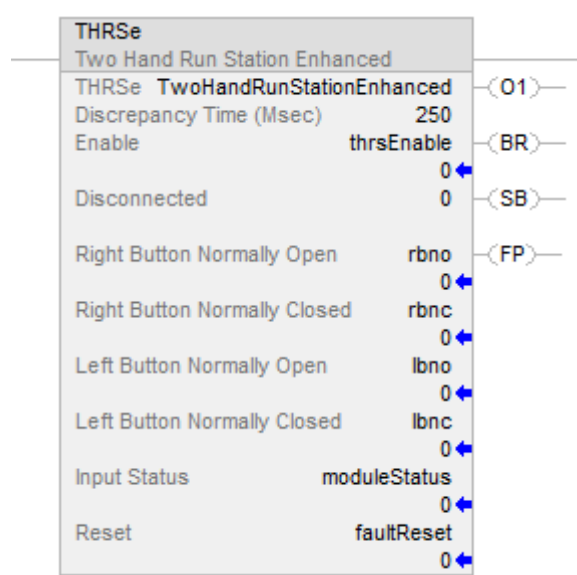 THRSe
Two Hand Run Station Enhanced
THRSe TwoHandRunStationEnhanced (O1)
Discrepancy Time (Msec) 250
Enable thrsEnable (BR)
0
Disconnected 0 (SB)
Right Button Normally Open rbno (FP)
0
Right Button Normally Closed rbnc
0
Left Button Normally Open lbno
0
Left Button Normally Closed lbnc
0
Input Status moduleStatus
0
Reset faultReset
0